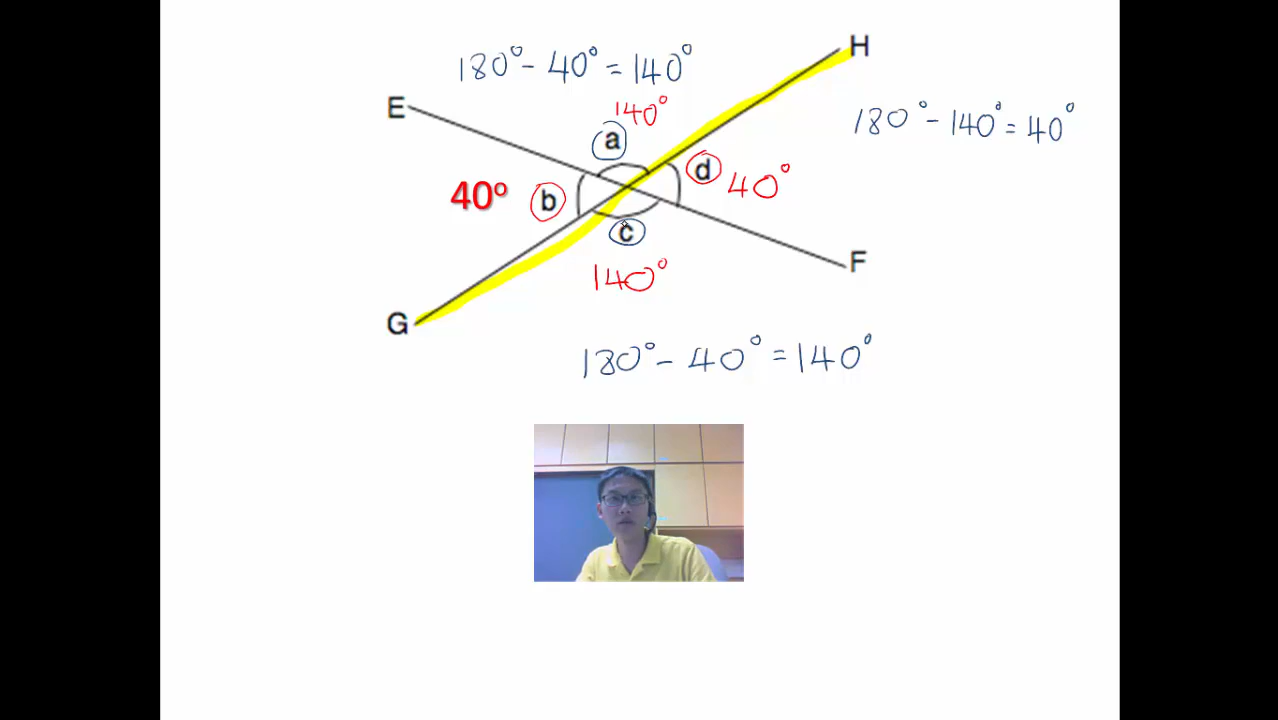 180° - 40° = 140°
H
E
140°
180° - 140° = 40°
a
d
40°
40°
b
c
F
140°
G
180° - 40° = 140°